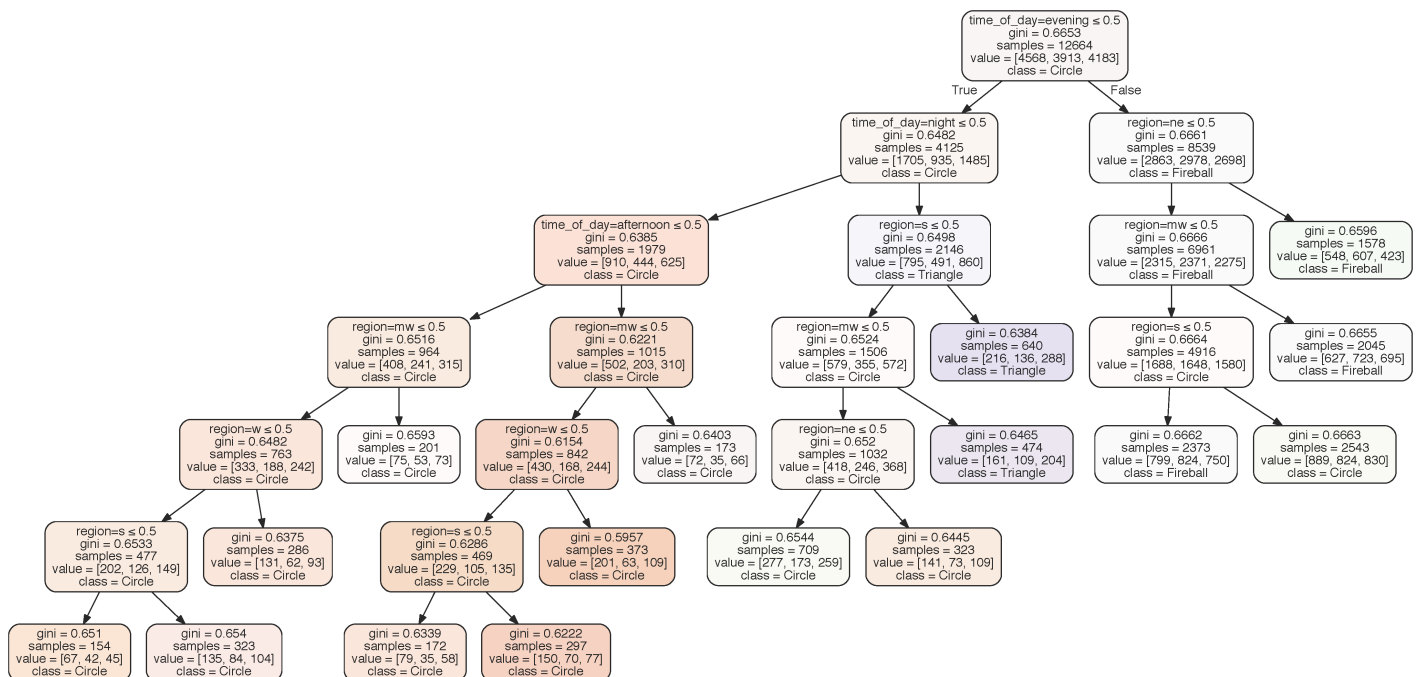 time_of_day=evening ≤ 0.5
gini = 0.6653
samples = 12664
value = [4568, 3913, 4183]
class = Circle
True
False
time_of_day=night ≤ 0.5
gini = 0.6482
samples = 4125
value = [1705, 935, 1485]
class = Circle
region=ne ≤ 0.5
gini = 0.6661
samples = 8539
value = [2863, 2978, 2698]
class = Fireball
time_of_day=afternoon ≤ 0.5
gini = 0.6385
samples = 1979
value = [910, 444, 625]
class = Circle
region=s ≤ 0.5
gini = 0.6498
samples = 2146
value = [795, 491, 860]
class = Triangle
region=mw ≤ 0.5
gini = 0.6666
samples = 6961
value = [2315, 2371, 2275]
class = Fireball
gini = 0.6596
samples = 1578
value = [548, 607, 423]
class = Fireball
region=mw ≤ 0.5
gini = 0.6516
samples = 964
value = [408, 241, 315]
class = Circle
region=mw ≤ 0.5
gini = 0.6221
samples = 1015
value = [502, 203, 310]
class = Circle
region=mw ≤ 0.5
gini = 0.6524
samples = 1506
value = [579, 355, 572]
class = Circle
gini = 0.6384
samples = 640
value = [216, 136, 288]
class = Triangle
region=s ≤ 0.5
gini = 0.6664
samples = 4916
value = [1688, 1648, 1580]
class = Circle
gini = 0.6655
samples = 2045
value = [627, 723, 695]
class = Fireball
region=w ≤ 0.5
gini = 0.6482
samples = 763
value = [333, 188, 242]
class = Circle
gini = 0.6593
samples = 201
value = [75, 53, 73]
class = Circle
region=w ≤ 0.5
gini = 0.6154
samples = 842
value = [430, 168, 244]
class = Circle
gini = 0.6403
samples = 173
value = [72, 35, 66]
class = Circle
region=ne ≤ 0.5
gini = 0.652
samples = 1032
value = [418, 246, 368]
class = Circle
gini = 0.6465
samples = 474
value = [161, 109, 204]
class = Triangle
gini = 0.6662
samples = 2373
value = [799, 824, 750]
class = Fireball
gini = 0.6663
samples = 2543
value = [889, 824, 830]
class = Circle
region=s ≤ 0.5
gini = 0.6533
samples = 477
value = [202, 126, 149]
class = Circle
gini = 0.6375
samples = 286
value = [131, 62, 93]
class = Circle
region=s ≤ 0.5
gini = 0.6286
samples = 469
value = [229, 105, 135]
class = Circle
gini = 0.5957
samples = 373
value = [201, 63, 109]
class = Circle
gini = 0.6544
samples = 709
value = [277, 173, 259]
class = Circle
gini = 0.6445
samples = 323
value = [141, 73, 109]
class = Circle
gini = 0.651
samples = 154
value = [67, 42, 45]
class = Circle
gini = 0.654
samples = 323
value = [135, 84, 104]
class = Circle
gini = 0.6339
samples = 172
value = [79, 35, 58]
class = Circle
gini = 0.6222
samples = 297
value = [150, 70, 77]
class = Circle